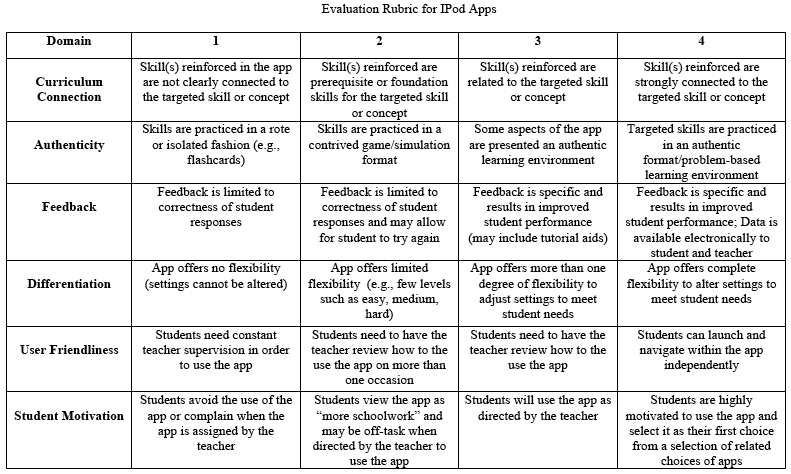 Evaluation Rubric for IPod Apps
Domain 1 2 3 4
Curriculum
Connection
Skill(s) reinforced in the app
are not clearly connected to
the targeted skill or concept
Skill(s) reinforced are
prerequisite or foundation
skills for the targeted skill
or concept
Skill(s) reinforced are
related to the targeted skill
or concept
Skill(s) reinforced are
strongly connected to the
targeted skill or concept
Authenticity
Skills are practiced in a rote
or isolated fashion (e.g.,
flashcards)
Skills are practiced in a
contrived game/simulation
format
Some aspects of the app
are presented an authentic
learning environment
Targeted skills are practiced
in an authentic
format/problem-based
learning environment
Feedback
Feedback is limited to
correctness of student
responses
Feedback is limited to
correctness of student
responses and may allow
for student to try again
Feedback is specific and
results in improved
student performance
(may include tutorial aids)
Feedback is specific and
results in improved
student performance; Data is
available electronically to
student and teacher
Differentiation
App offers no flexibility
(settings cannot be altered)
App offers limited
flexibility (e.g., few levels
such as easy, medium,
hard)
App offers more than one
degree of flexibility to
adjust settings to meet
student needs
App offers complete
flexibility to alter settings to
meet student needs
User Friendliness
Students need constant
teacher supervision in order
to use the app
Students need to have the
teacher review how to the
use the app on more than
one occasion
Students need to have the
teacher review how to the
use the app
Students can launch and
navigate within the app
independently
Student Motivation
Students avoid the use of the
app or complain when the
app is assigned by the
teacher
Students view the app as
“more schoolwork” and
may be off-task when
directed by the teacher to
use the app
Students will use the app as
directed by the teacher
Students are highly
motivated to use the app and
select it as their first choice
from a selection of related
choices of apps